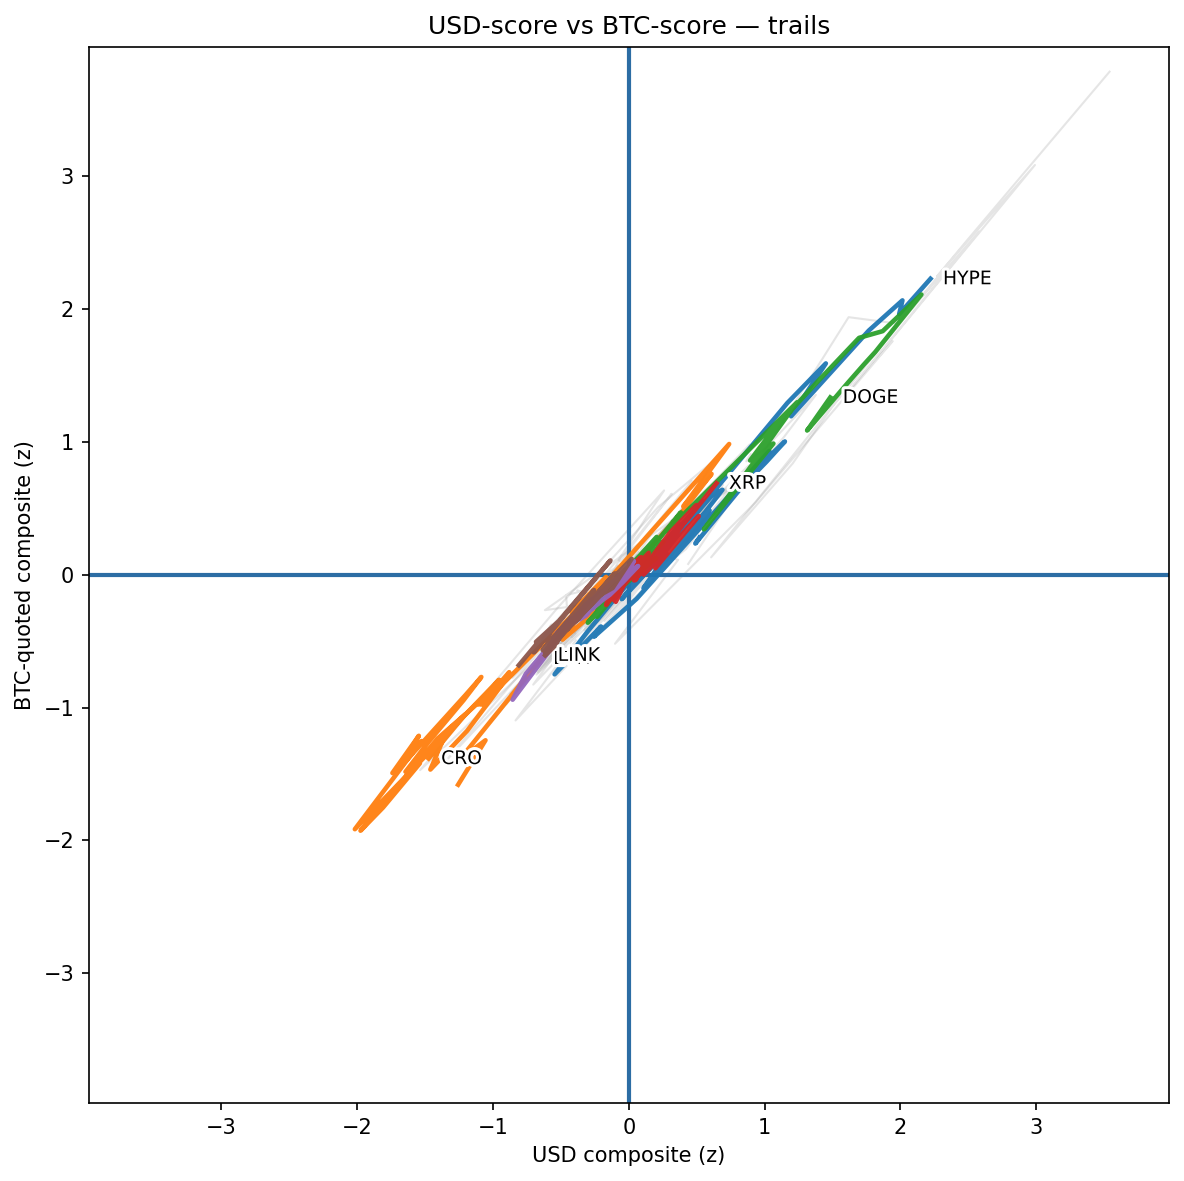 USD-score vs BTC-score — trails
BTC-quoted composite (z)
3
2
1
0
−1
−2
−3
HYPE
DOGE
XRP
LINK
CRO
−3
−2
−1
0
1
2
3
USD composite (z)